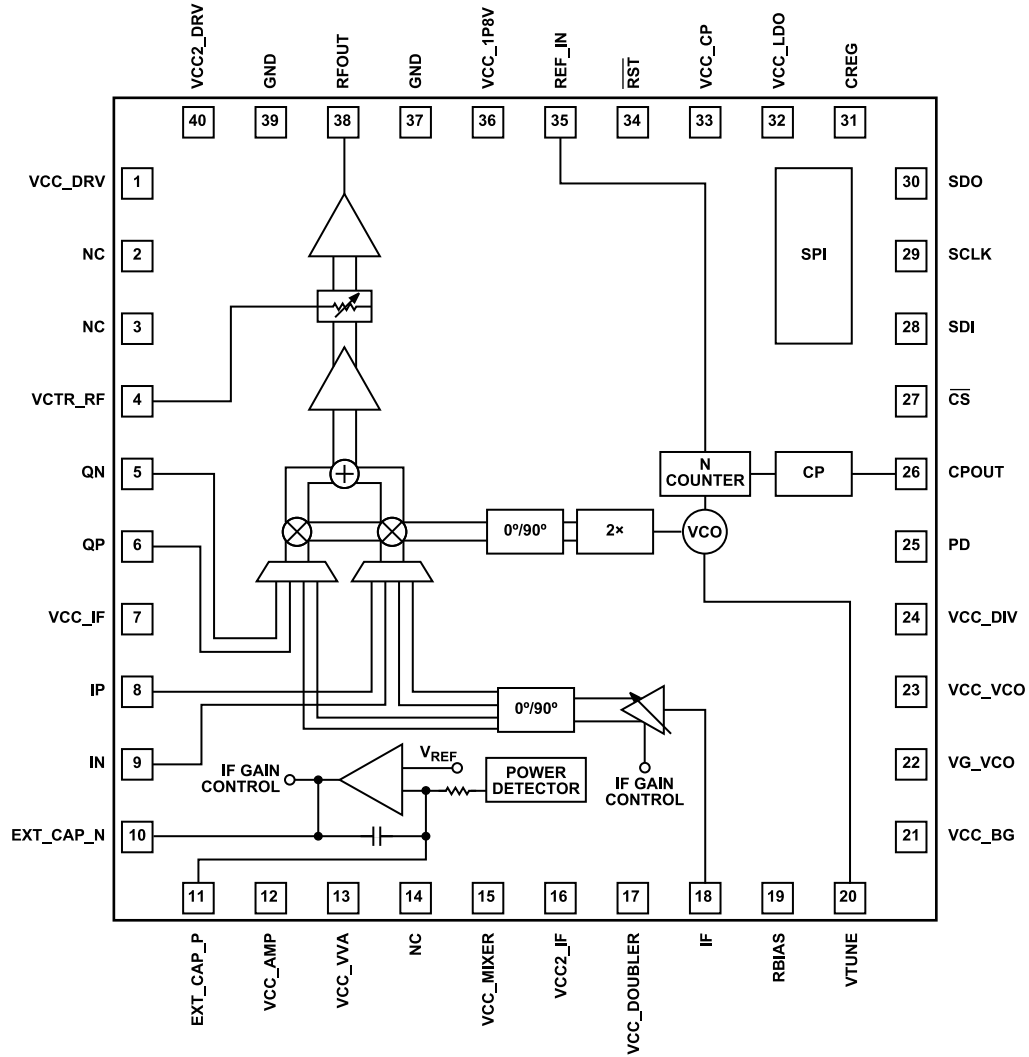 VCC2_DRV
GND
RFOUT
GND
VCC_1P8V
REF_IN
RST
VCC_CP
VCC_LDO
CREG
40
39
38
37
36
35
34
33
32
31
VCC_DRV
1
30
SDO
NC
2
SPI
29
SCLK
NC
3
28
SDI
VCTR_RF
4
27
CS
QN
5
N
COUNTER
CP
26
CPOUT
QP
6
0º/90º
2×
VCO
25
PD
VCC_IF
7
24
VCC_DIV
IP
8
0º/90º
23
VCC_VCO
IN
9
IF GAIN
CONTROL
VREF
POWER
DETECTOR
IF GAIN
CONTROL
22
VG_VCO
EXT_CAP_N
10
21
VCC_BG
11
12
13
14
15
16
17
18
19
20
EXT_CAP_P
VCC_AMP
VCC_VVA
NC
VCC_MIXER
VCC2_IF
VCC_DOUBLER
IF
RBIAS
VTUNE